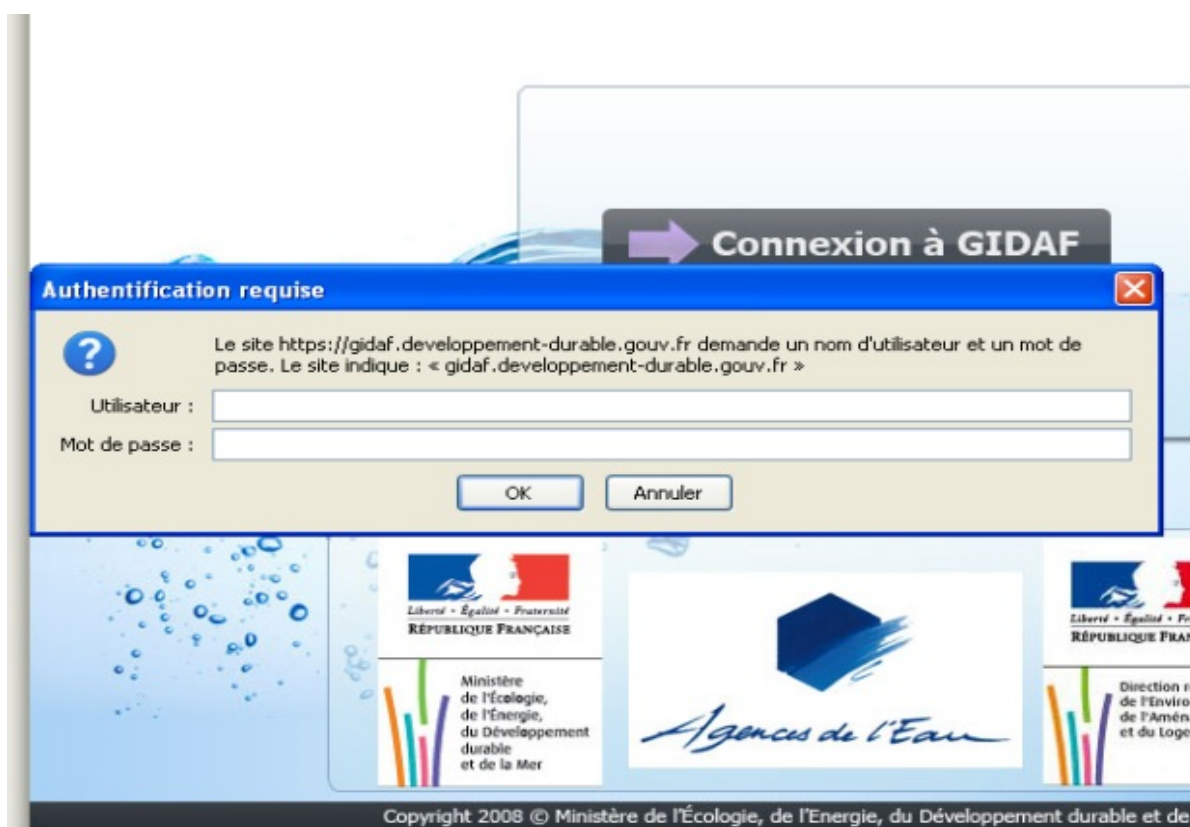 Connexion à GIDAF
Authentification requise
Le site https://gidaf.developpement-durable.gouv.fr demande un nom d'utilisateur et un mot de
passe. Le site indique : « gidaf.developpement-durable.gouv.fr »
Utilisateur :
Mot de passe :
OK
Annuler
Liberté • Égalité • Fraternité
RÉPUBLIQUE FRANÇAISE
Ministère
de l'Écologie,
de l'Énergie,
du Développement
durable
et de la Mer
Agences de l'Eau
Liberté • Égalité • Fr
RÉPUBLIQUE FRAN
Direction r
de l'Enviro
de l'Aména
et du Loge
Copyright 2008 © Ministère de l'Écologie, de l'Energie, du Développement durable et de